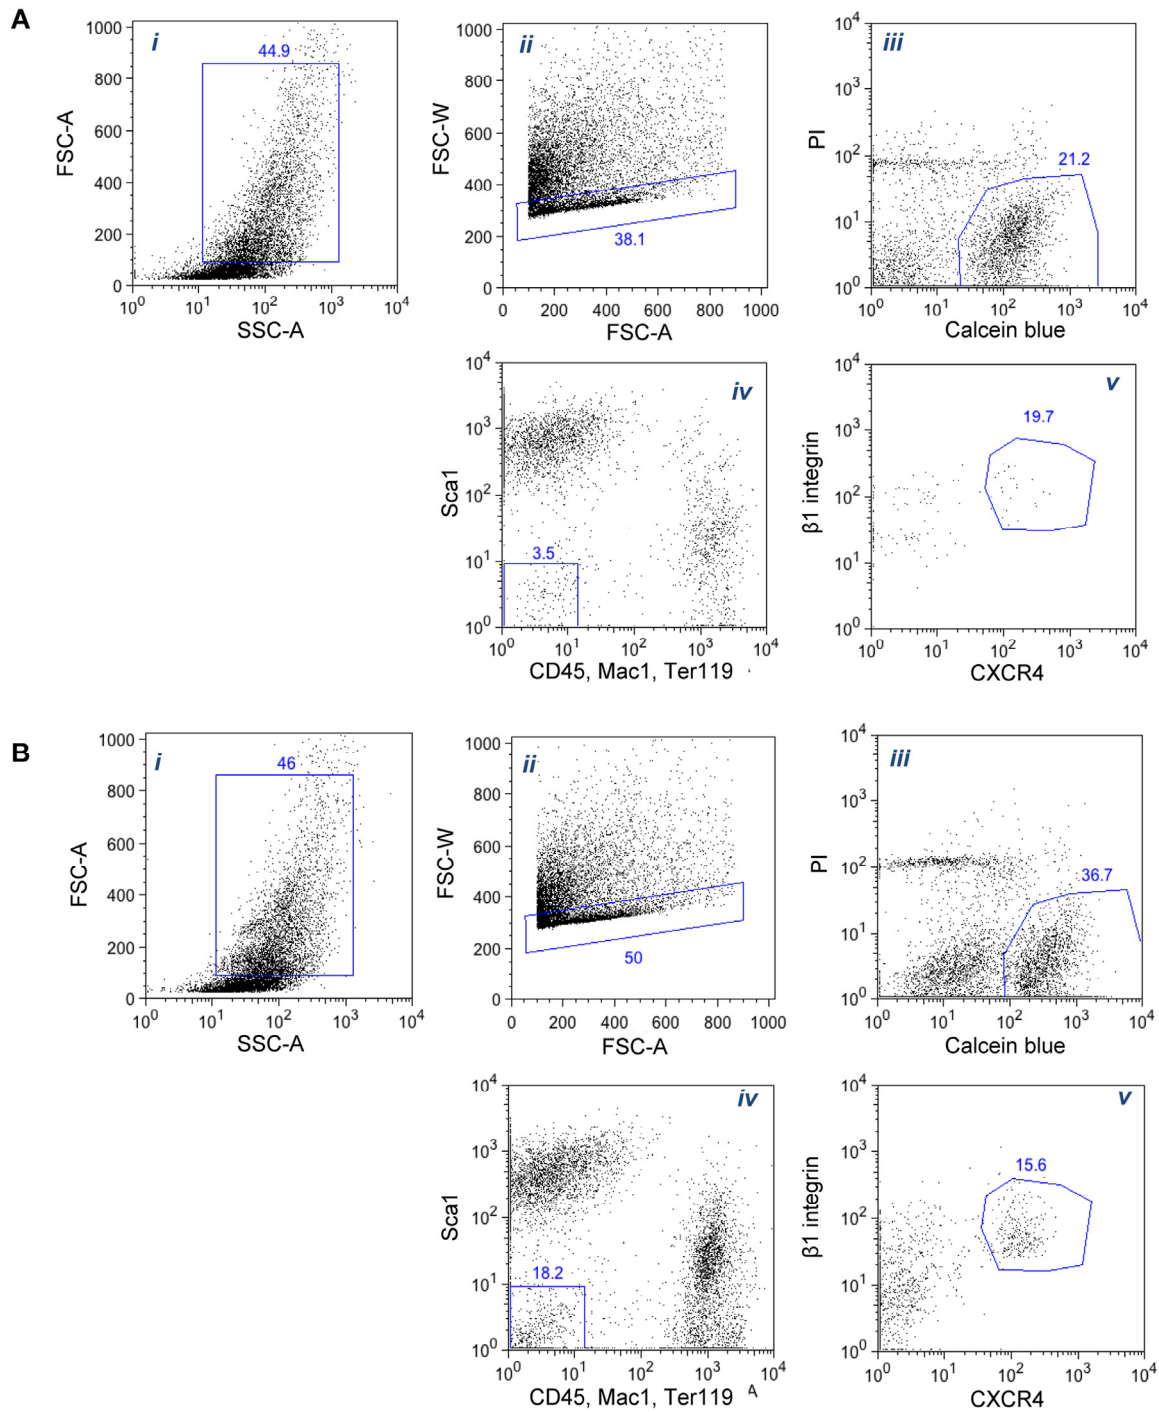 A
i
44.9
FSC-A
1000
800
600
400
200
0
10^0 10^1 10^2 10^3 10^4
SSC-A
ii
38.1
FSC-W
1000
800
600
400
200
0
0 200 400 600 800 1000
FSC-A
iii
21.2
PI
10^4
10^3
10^2
10^1
10^0
10^0 10^1 10^2 10^3 10^4
Calcein blue
iv
3.5
Sca1
10^4
10^3
10^2
10^1
10^0
10^0 10^1 10^2 10^3 10^4
CD45, Mac1, Ter119
v
19.7
β1 integrin
10^4
10^3
10^2
10^1
10^0
10^0 10^1 10^2 10^3 10^4
CXCR4
B
i
46
FSC-A
1000
800
600
400
200
0
10^0 10^1 10^2 10^3 10^4
SSC-A
ii
50
FSC-W
1000
800
600
400
200
0
0 200 400 600 800 1000
FSC-A
iii
36.7
PI
10^4
10^3
10^2
10^1
10^0
10^0 10^1 10^2 10^3 10^4
Calcein blue
iv
18.2
Sca1
10^4
10^3
10^2
10^1
10^0
10^0 10^1 10^2 10^3 10^4
CD45, Mac1, Ter119 A
v
15.6
β1 integrin
10^4
10^3
10^2
10^1
10^0
10^0 10^1 10^2 10^3 10^4
CXCR4